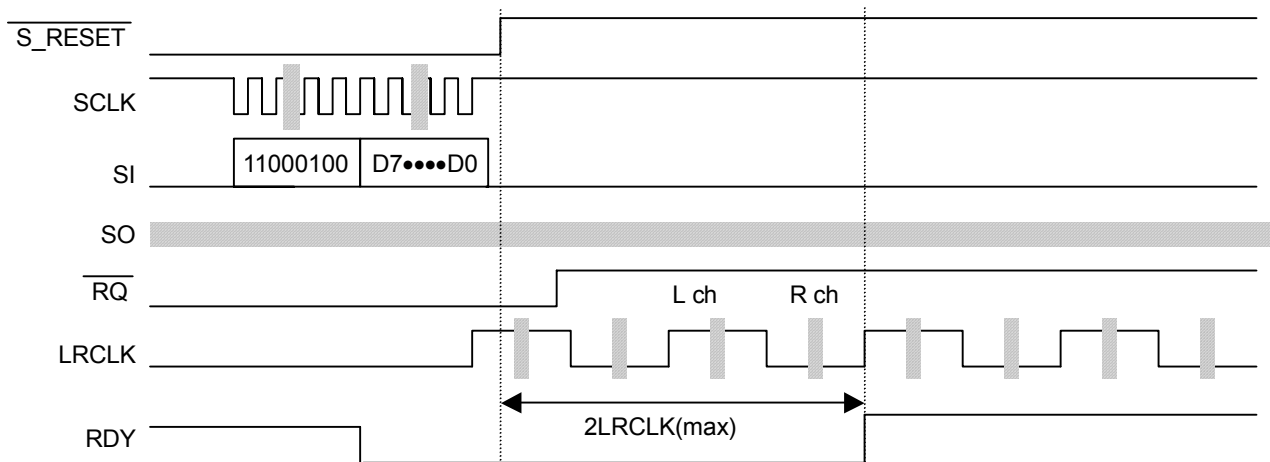 S_RESET
SCLK
SI
11000100 D7●●●●D0
SO
RQ
L ch R ch
LRCLK
2LRCLK(max)
RDY